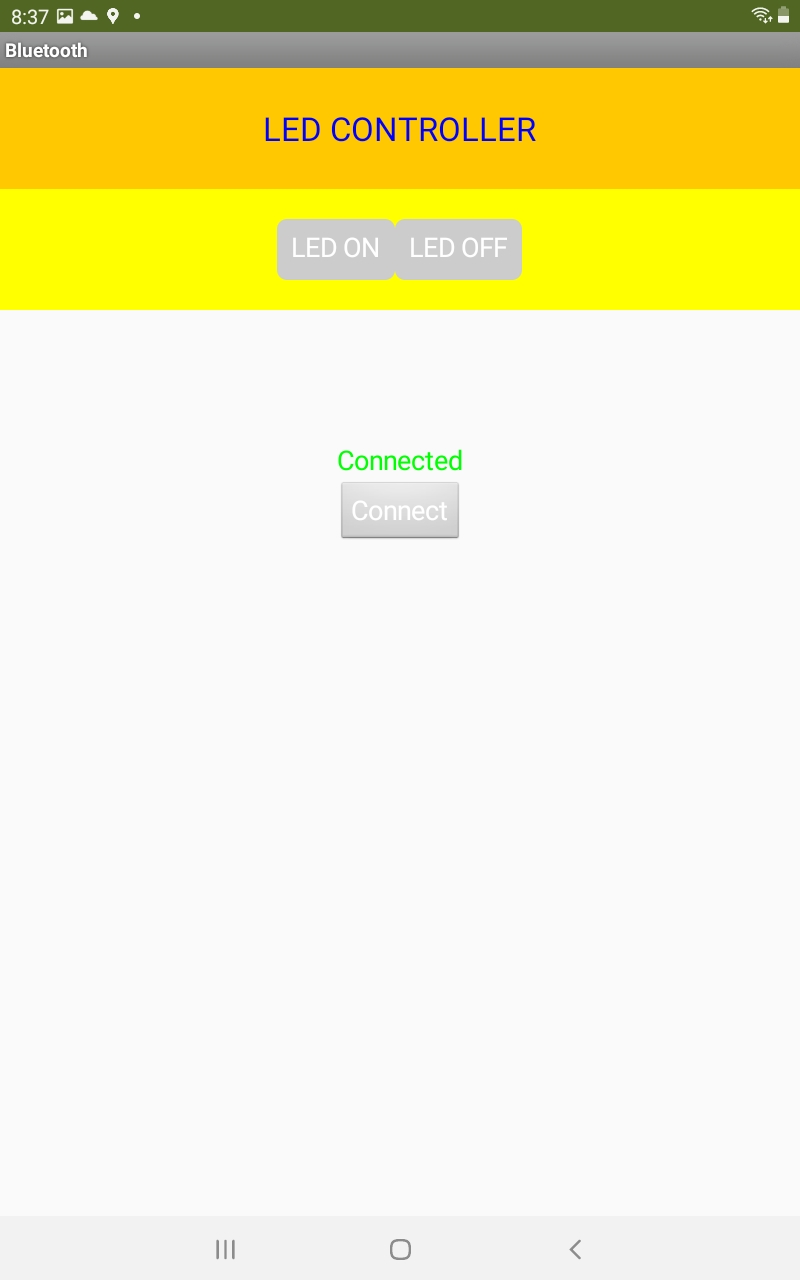 8:37
Bluetooth
LED CONTROLLER
LED ON LED OFF
Connected
Connect